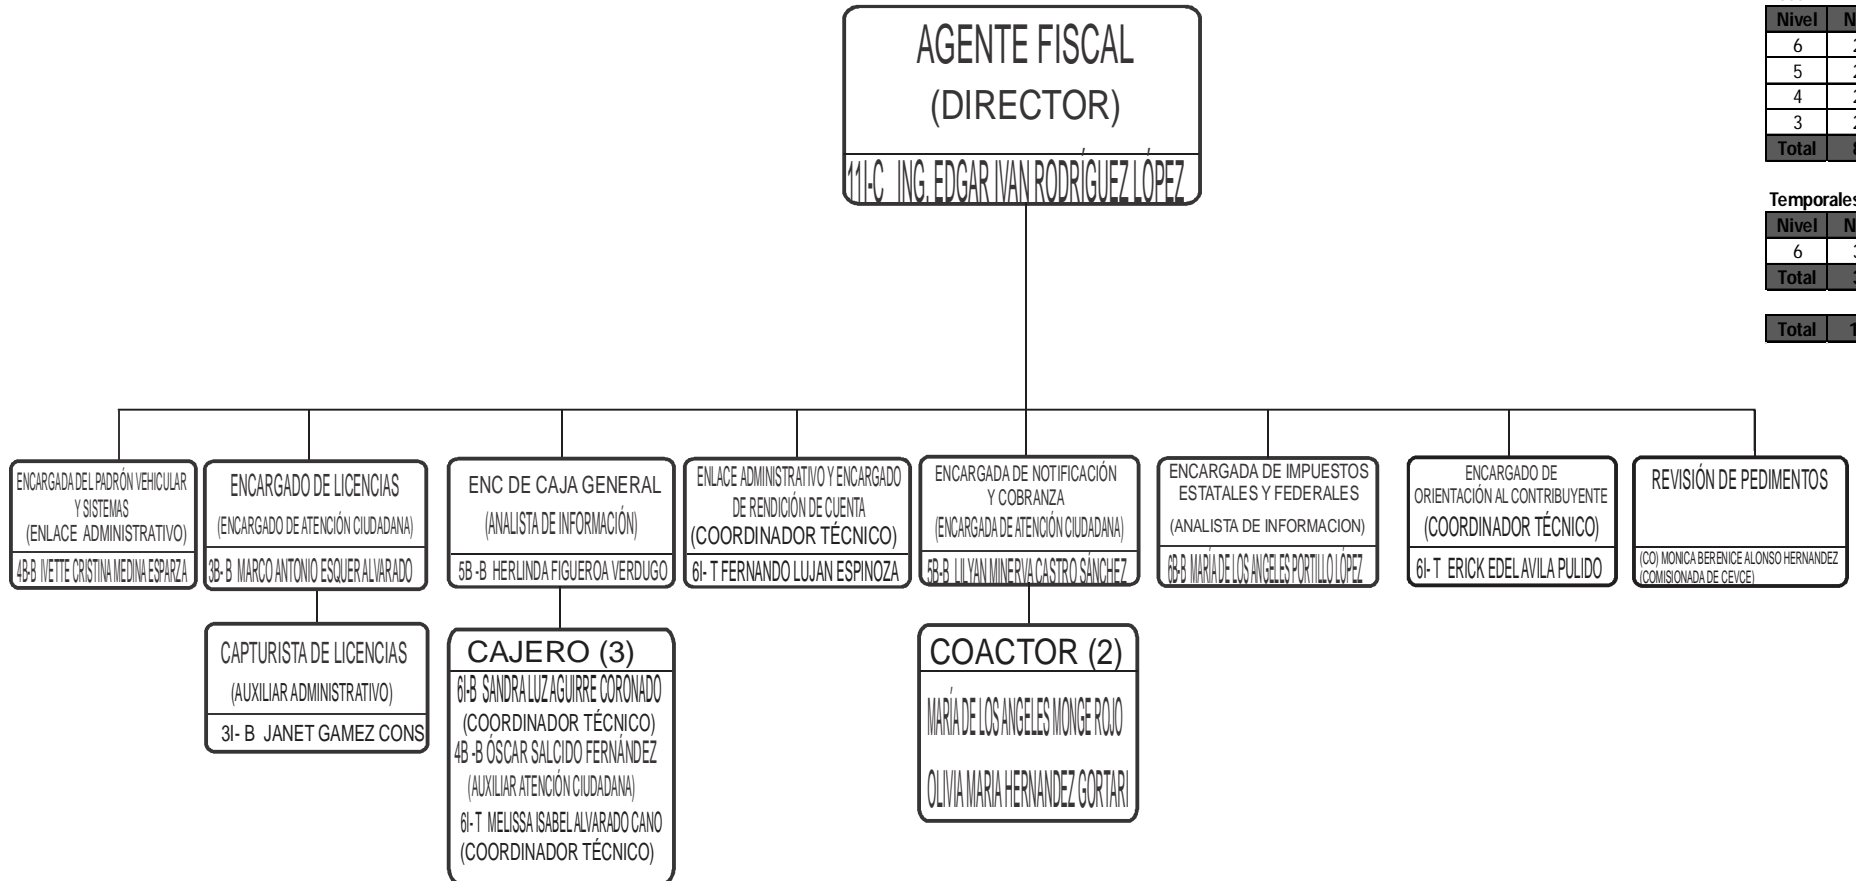 AGENTE FISCAL
(DIRECTOR)
11I-C ING. EDGAR IVAN RODRÍGUEZ LÓPEZ
Nivel
6
5
4
3
Total
Temporales
Nivel
6
Total
Total
ENCARGADA DEL PADRÓN VEHICULAR
Y SISTEMAS
(ENLACE ADMINISTRATIVO)
4B-B IVETTE CRISTINA MEDINA ESPARZA
ENCARGADO DE LICENCIAS
(ENCARGADO DE ATENCIÓN CIUDADANA)
3B- B MARCO ANTONIO ESQUER ALVARADO
ENC DE CAJA GENERAL
(ANALISTA DE INFORMACIÓN)
5B -B HERLINDA FIGUEROA VERDUGO
ENLACE ADMINISTRATIVO Y ENCARGADO
DE RENDICIÓN DE CUENTA
(COORDINADOR TÉCNICO)
6I- T FERNANDO LUJAN ESPINOZA
ENCARGADA DE NOTIFICACIÓN
Y COBRANZA
(ENCARGADA DE ATENCIÓN CIUDADANA)
5B-B LILYAN MINERVA CASTRO SÁNCHEZ
ENCARGADA DE IMPUESTOS
ESTATALES Y FEDERALES
(ANALISTA DE INFORMACION)
6B-B MARÍA DE LOS ANGELES PORTILLO LÓPEZ
ENCARGADO DE
ORIENTACIÓN AL CONTRIBUYENTE
(COORDINADOR TÉCNICO)
6I- T ERICK EDEL AVILA PULIDO
REVISIÓN DE PEDIMENTOS
(CO) MONICA BERENICE ALONSO HERNANDEZ
(COMISIONADA DE CEVCE)
CAPTURISTA DE LICENCIAS
(AUXILIAR ADMINISTRATIVO)
3I- B JANET GAMEZ CONS
CAJERO (3)
6I-B SANDRA LUZ AGUIRRE CORONADO
(COORDINADOR TÉCNICO)
4B -B ÓSCAR SALCIDO FERNÁNDEZ
(AUXILIAR ATENCIÓN CIUDADANA)
6I- T MELISSA ISABEL ALVARADO CANO
(COORDINADOR TÉCNICO)
COACTOR (2)
MARÍA DE LOS ANGELES MONGE ROJO
OLIVIA MARIA HERNANDEZ GORTARI